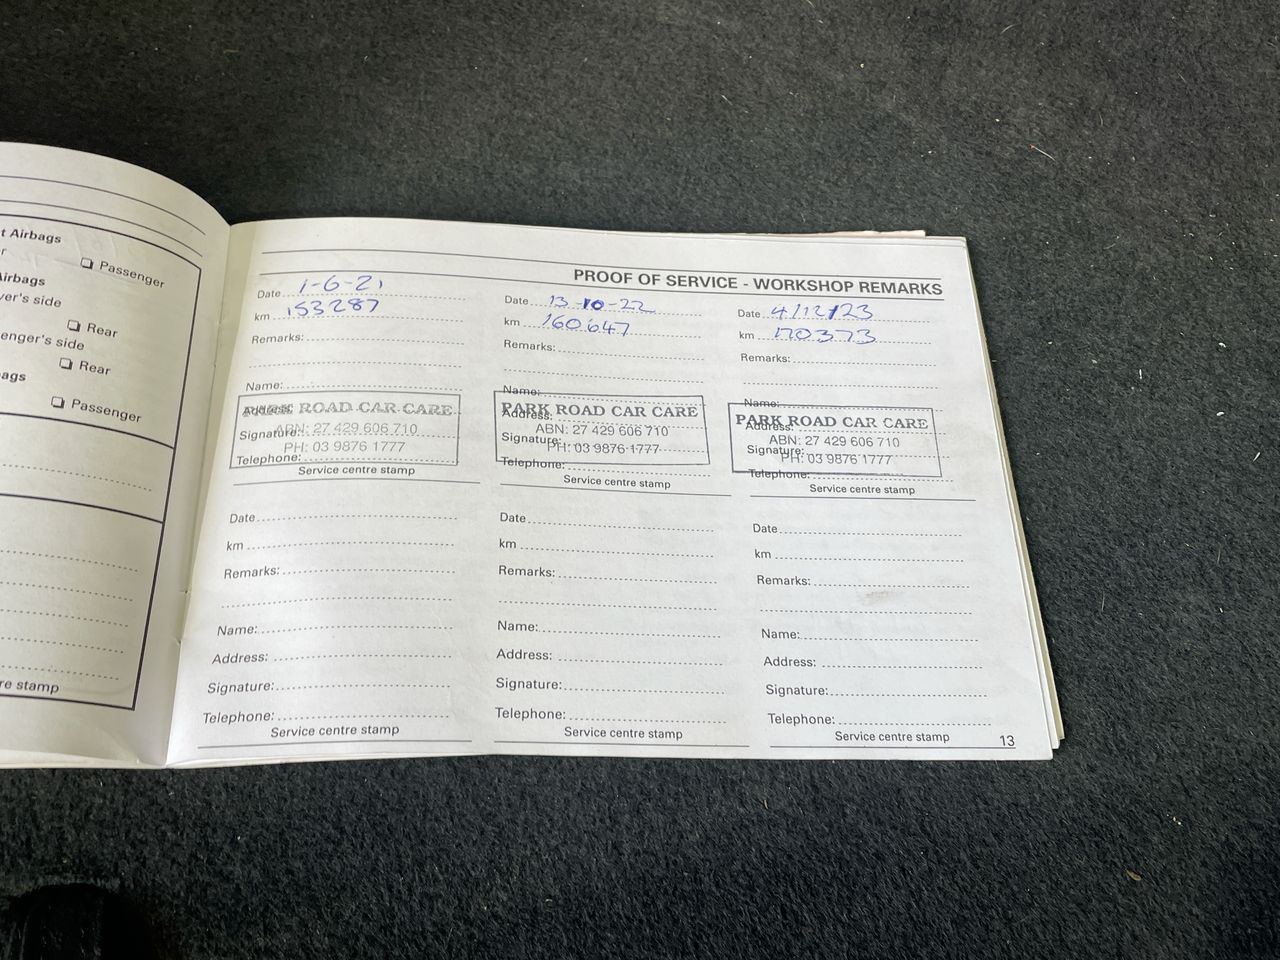 t Airbags
r
❏ Passenger
Airbags
ver's side
❏ Rear
senger's side
❏ Rear
bags
❏ Passenger
re stamp
PROOF OF SERVICE - WORKSHOP REMARKS
Date 1-6-21
km 153287
Remarks:
Name:
Address:
Signature:
Telephone:
PARK ROAD CAR CARE
ABN: 27 429 606 710
PH: 03 9876 1777
Service centre stamp
Date 13-10-22
km 160647
Remarks:
Name:
Address:
Signature:
Telephone:
PARK ROAD CAR CARE
ABN: 27 429 606 710
PH: 03 9876 1777
Service centre stamp
Date 4/12/23
km 170373
Remarks:
Name:
Address:
Signature:
Telephone:
PARK ROAD CAR CARE
ABN: 27 429 606 710
PH: 03 9876 1777
Service centre stamp
Date
km
Remarks:
Name:
Address:
Signature:
Telephone:
Service centre stamp
Date
km
Remarks:
Name:
Address:
Signature:
Telephone:
Service centre stamp
Date
km
Remarks:
Name:
Address:
Signature:
Telephone:
Service centre stamp
13